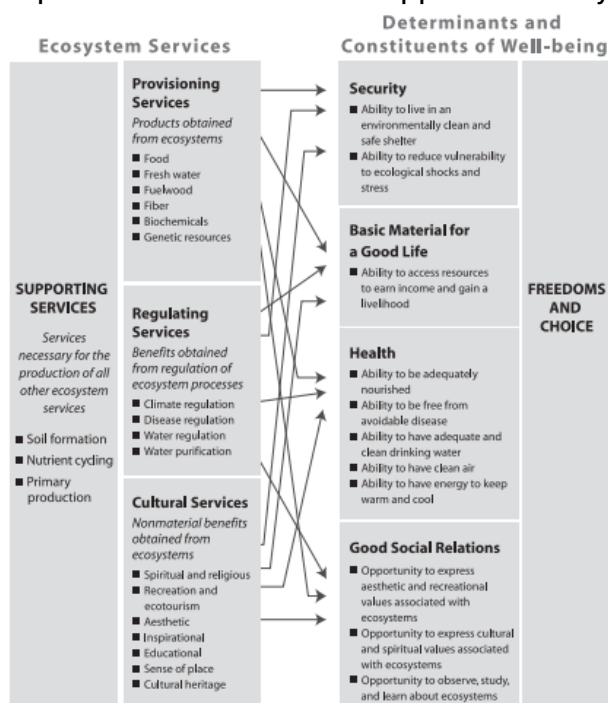 Determinants and
Ecosystem Services
Constituents of Well-being
SUPPORTING
SERVICES
Services
necessary for the
production of all
other ecosystem
services
■ Soil formation
■ Nutrient cycling
■ Primary
production
Provisioning
Services
Products obtained
from ecosystems
■ Food
■ Fresh water
■ Fuelwood
■ Fiber
■ Biochemicals
■ Genetic resources
Regulating
Services
Benefits obtained
from regulation of
ecosystem processes
■ Climate regulation
■ Disease regulation
■ Water regulation
■ Water purification
Cultural Services
Nonmaterial benefits
obtained from
ecosystems
■ Spiritual and religious
■ Recreation and
ecotourism
■ Aesthetic
■ Inspirational
■ Educational
■ Sense of place
■ Cultural heritage
Security
■ Ability to live in an
environmentally clean and
safe shelter
■ Ability to reduce vulnerability
to ecological shocks and
stress
Basic Material for
a Good Life
■ Ability to access resources
to earn income and gain a
livelihood
Health
■ Ability to be adequately
nourished
■ Ability to be free from
avoidable disease
■ Ability to have adequate and
clean drinking water
■ Ability to have clean air
■ Ability to have energy to keep
warm and cool
Good Social Relations
■ Opportunity to express
aesthetic and recreational
values associated with
ecosystems
■ Opportunity to express cultural
and spiritual values associated
with ecosystems
■ Opportunity to observe, study,
and learn about ecosystems
FREEDOMS
AND
CHOICE